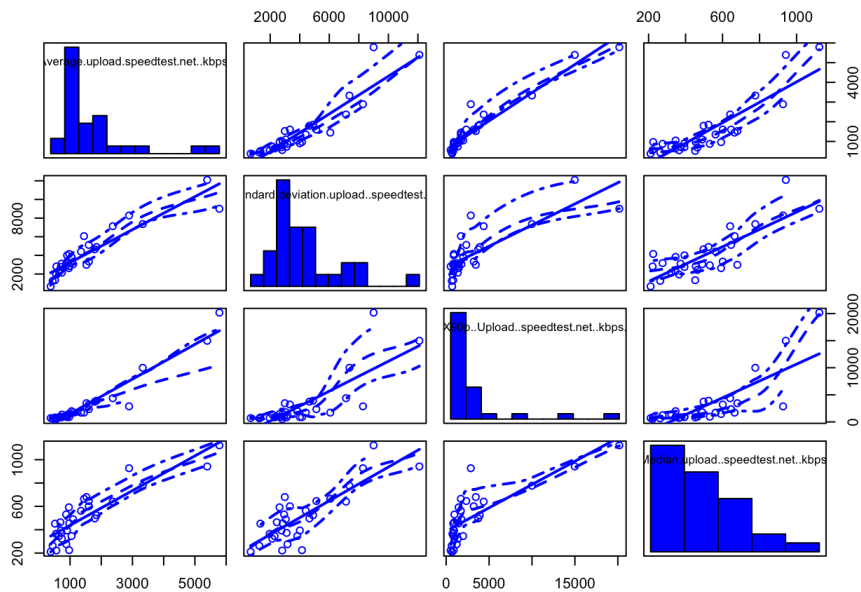 2000 6000 10000 200 600 1000
Average.upload.speedtest.net..kbps
4000
1000
8000
ndard.deviation.upload..speedtest.
2000
20000
X90p..Upload..speedtest.net..kbps.
10000
0
1000
Median.upload..speedtest.net..kbps
600
200
1000 3000 5000 0 5000 15000